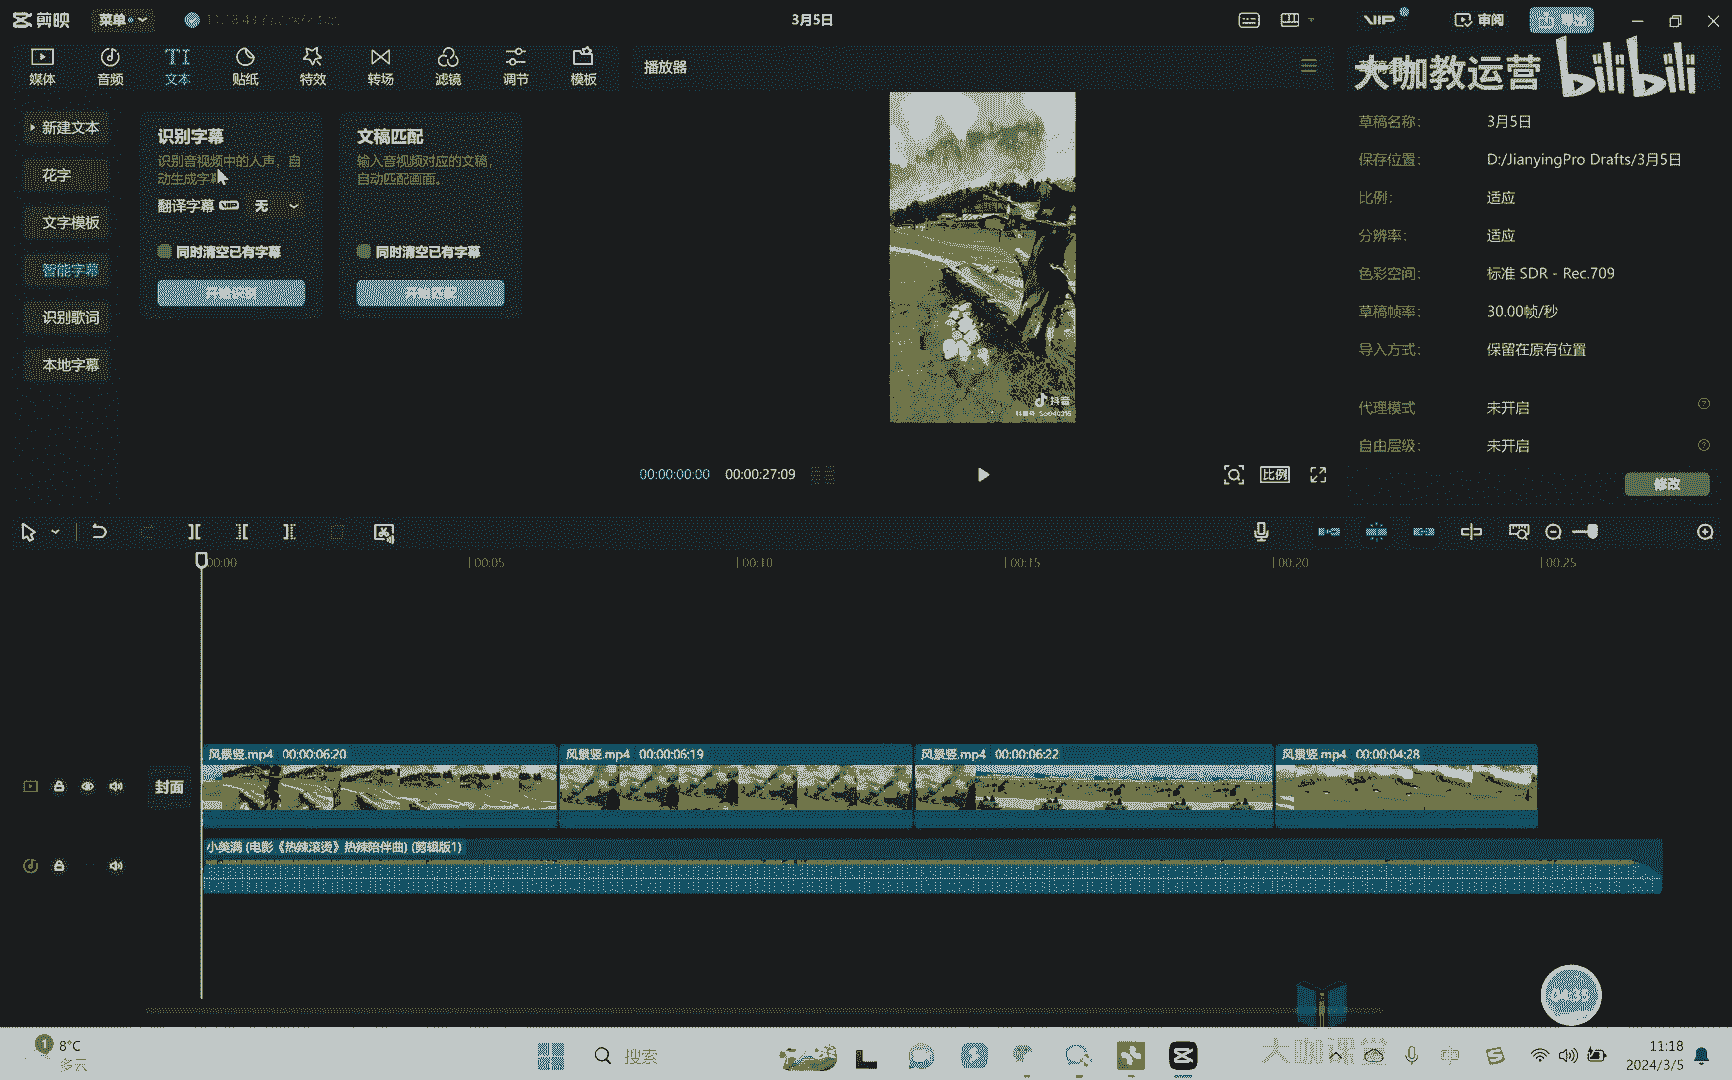 剪映
菜单
3月5日
VIP
审阅
媒体
音频
TI
文本
贴纸
特效
转场
滤镜
调节
模板
播放器
大咖教运营
bilibili
新建文本
花字
文字模板
智能字幕
识别歌词
本地字幕
识别字幕
识别音视频中的人声，自
动生成字幕
翻译字幕
无
同时清空已有字幕
开始识别
文稿匹配
输入音视频对应的文稿，
自动匹配画面。
同时清空已有字幕
开始匹配
抖音
00:00:00:00
00:00:27:09
比例
草稿名称：
3月5日
保存位置：
D:/JianyingPro Drafts/3月5日
比例：
适应
分辨率：
适应
色彩空间：
标准 SDR - Rec.709
草稿帧率：
30.00帧/秒
导入方式：
保留在原有位置
代理模式
未开启
自由层级：
未开启
修改
00:00
00:05
00:10
00:15
00:20
00:25
封面
风景竖.mp4 00:00:06:20
风景竖.mp4 00:00:06:19
风景竖.mp4 00:00:06:22
风景竖.mp4 00:00:04:28
小美满 (电影《热辣滚烫》热辣陪伴曲) (剪辑版1)
04:35
大咖课堂
1
8°C
多云
搜索
中
11:18
2024/3/5